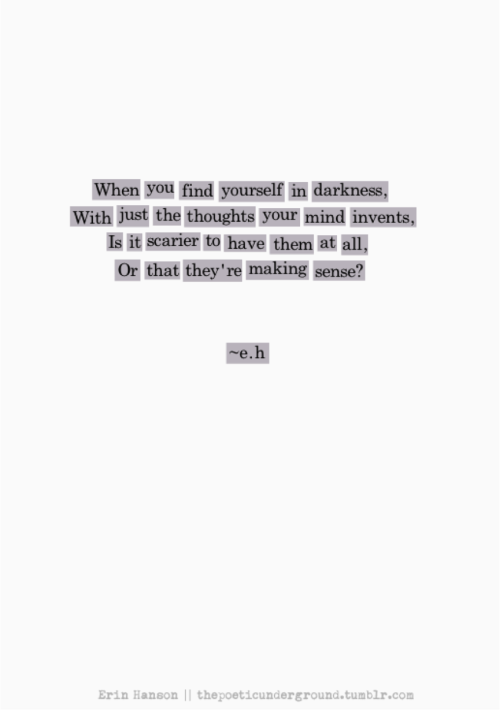 When you find yourself in darkness,
With just the thoughts your mind invents,
Is it scarier to have them at all,
Or that they're making sense?
~e.h
Erin Hanson || thepoeticunderground.tumblr.com